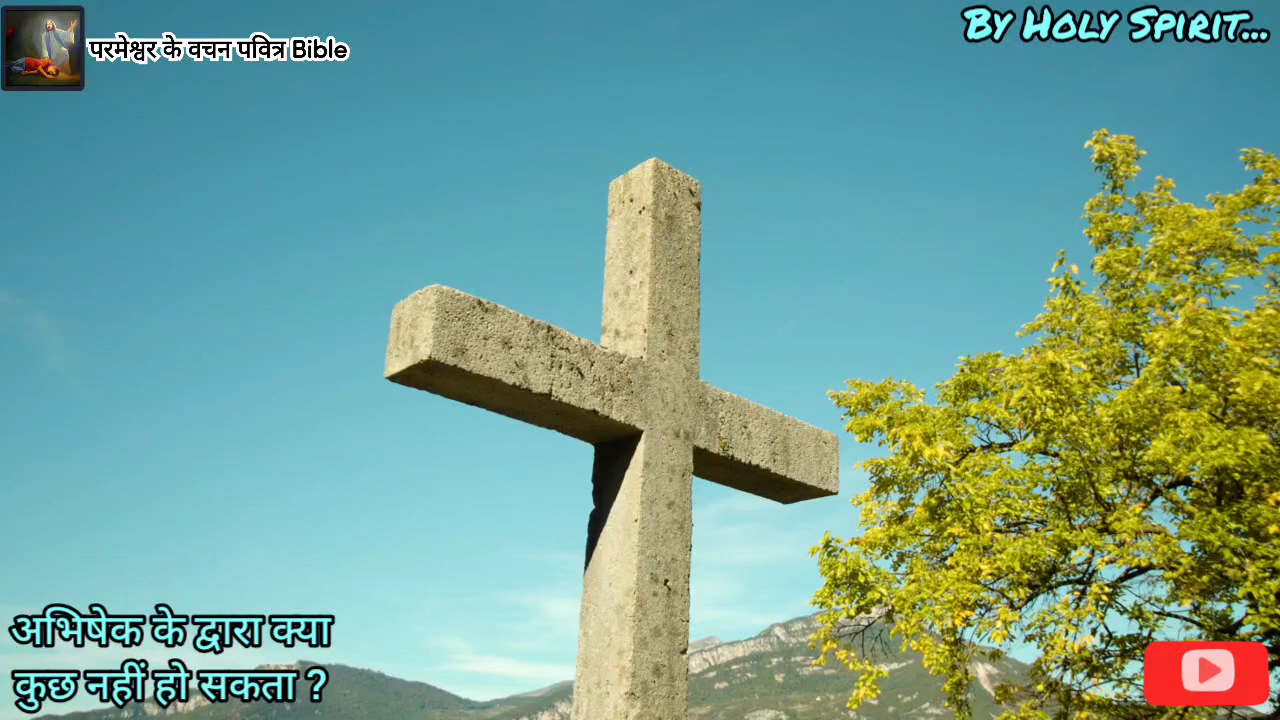 परमेश्वर के वचन पवित्र Bible
By Holy Spirit...
अभिषेक के द्वारा क्या
कुछ नहीं हो सकता ?